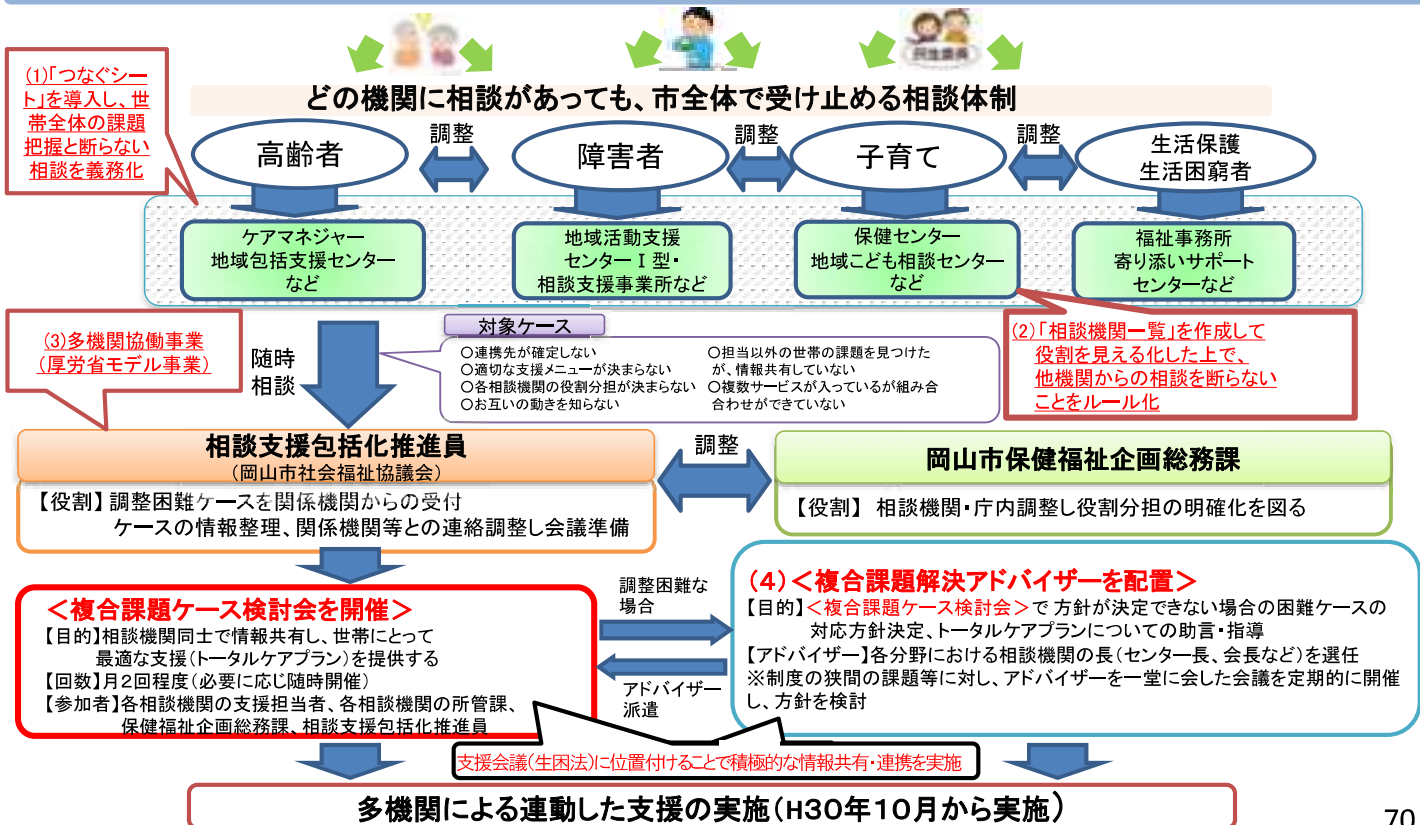 民生委員
どの機関に相談があっても、市全体で受け止める相談体制
(1)「つなぐシー
ト」を導入し、世
帯全体の課題
把握と断らない
相談を義務化
高齢者
調整
障害者
調整
子育て
調整
生活保護
生活困窮者
ケアマネジャー
地域包括支援センター
など
地域活動支援
センターⅠ型・
相談支援事業所など
保健センター
地域こども相談センター
など
福祉事務所
寄り添いサポート
センターなど
(3)多機関協働事業
(厚労省モデル事業)
随時
相談
対象ケース
○連携先が確定しない
○適切な支援メニューが決まらない
○各相談機関の役割分担が決まらない
○お互いの動きを知らない
○担当以外の世帯の課題を見つけた
が、情報共有していない
○複数サービスが入っているが組み合
合わせができていない
(2)「相談機関一覧」を作成して
役割を見える化した上で、
他機関からの相談を断らない
ことをルール化
相談支援包括化推進員
(岡山市社会福祉協議会)
【役割】調整困難ケースを関係機関からの受付
ケースの情報整理、関係機関等との連絡調整し会議準備
調整
岡山市保健福祉企画総務課
【役割】 相談機関・庁内調整し役割分担の明確化を図る
＜複合課題ケース検討会を開催＞
【目的】相談機関同士で情報共有し、世帯にとって
最適な支援(トータルケアプラン)を提供する
【回数】月2回程度(必要に応じ随時開催)
【参加者】各相談機関の支援担当者、各相談機関の所管課、
保健福祉企画総務課、相談支援包括化推進員
調整困難な
場合
アドバイザー
派遣
(4)＜複合課題解決アドバイザーを配置＞
【目的】＜複合課題ケース検討会＞で方針が決定できない場合の困難ケースの
対応方針決定、トータルケアプランについての助言・指導
【アドバイザー】各分野における相談機関の長(センター長、会長など)を選任
※制度の狭間の課題等に対し、アドバイザーを一堂に会した会議を定期的に開催
し、方針を検討
支援会議(生困法)に位置付けることで積極的な情報共有・連携を実施
多機関による連動した支援の実施(H30年10月から実施)
70